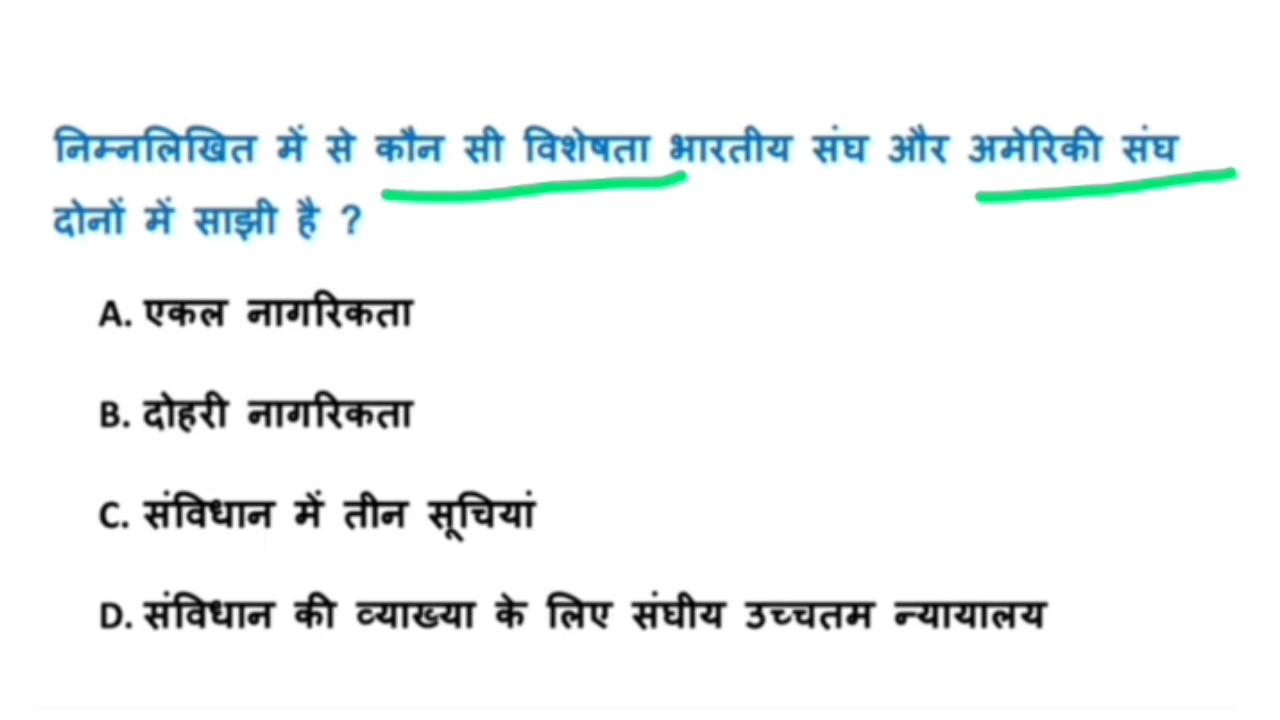 निम्नलिखित में से कौन सी विशेषता भारतीय संघ और अमेरिकी संघ
दोनों में साझी है ?
A. एकल नागरिकता
B. दोहरी नागरिकता
C. संविधान में तीन सूचियां
D. संविधान की व्याख्या के लिए संघीय उच्चतम न्यायालय